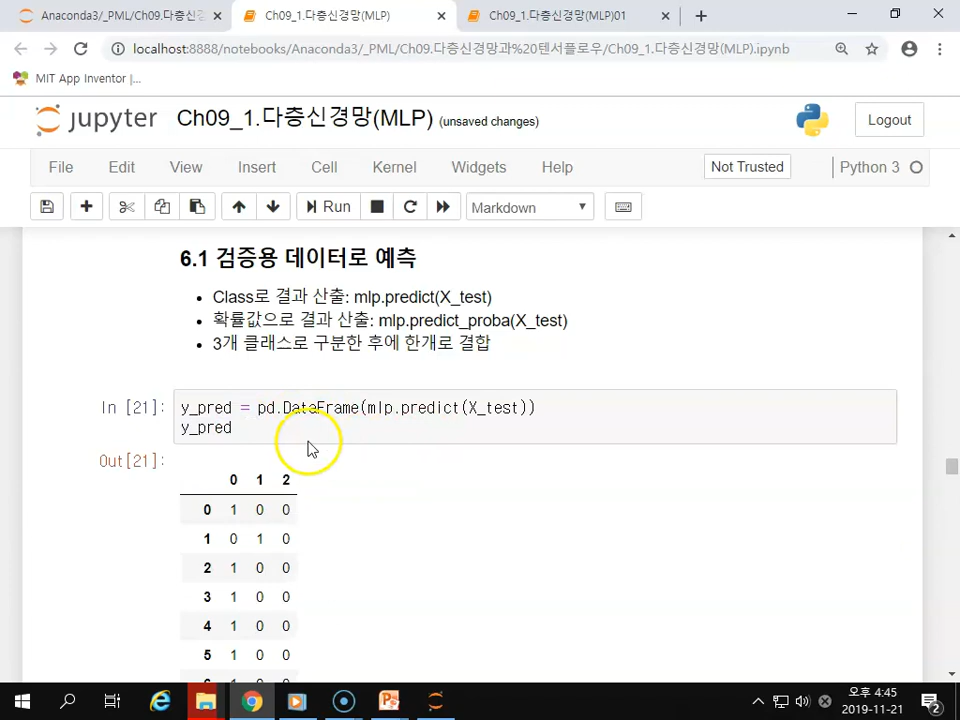 Anaconda3/_PML/Ch09.다층신경
Ch09_1.다층신경망(MLP)
Ch09_1.다층신경망(MLP)01
localhost:8888/notebooks/Anaconda3/_PML/Ch09.다층신경망과%20텐서플로우/Ch09_1.다층신경망(MLP).ipynb
MIT App Inventor |...
jupyter
Ch09_1.다층신경망(MLP) (unsaved changes)
Logout
File Edit View Insert Cell Kernel Widgets Help
Not Trusted
Python 3
Run
Markdown
6.1 검증용 데이터로 예측
• Class로 결과 산출: mlp.predict(X_test)
• 확률값으로 결과 산출: mlp.predict_proba(X_test)
• 3개 클래스로 구분한 후에 한개로 결합
In [21]: y_pred = pd.DataFrame(mlp.predict(X_test))
y_pred
Out[21]:
0 1 2
0 1 0 0
1 0 1 0
2 1 0 0
3 1 0 0
4 1 0 0
5 1 0 0
오후 4:45
2019-11-21
2